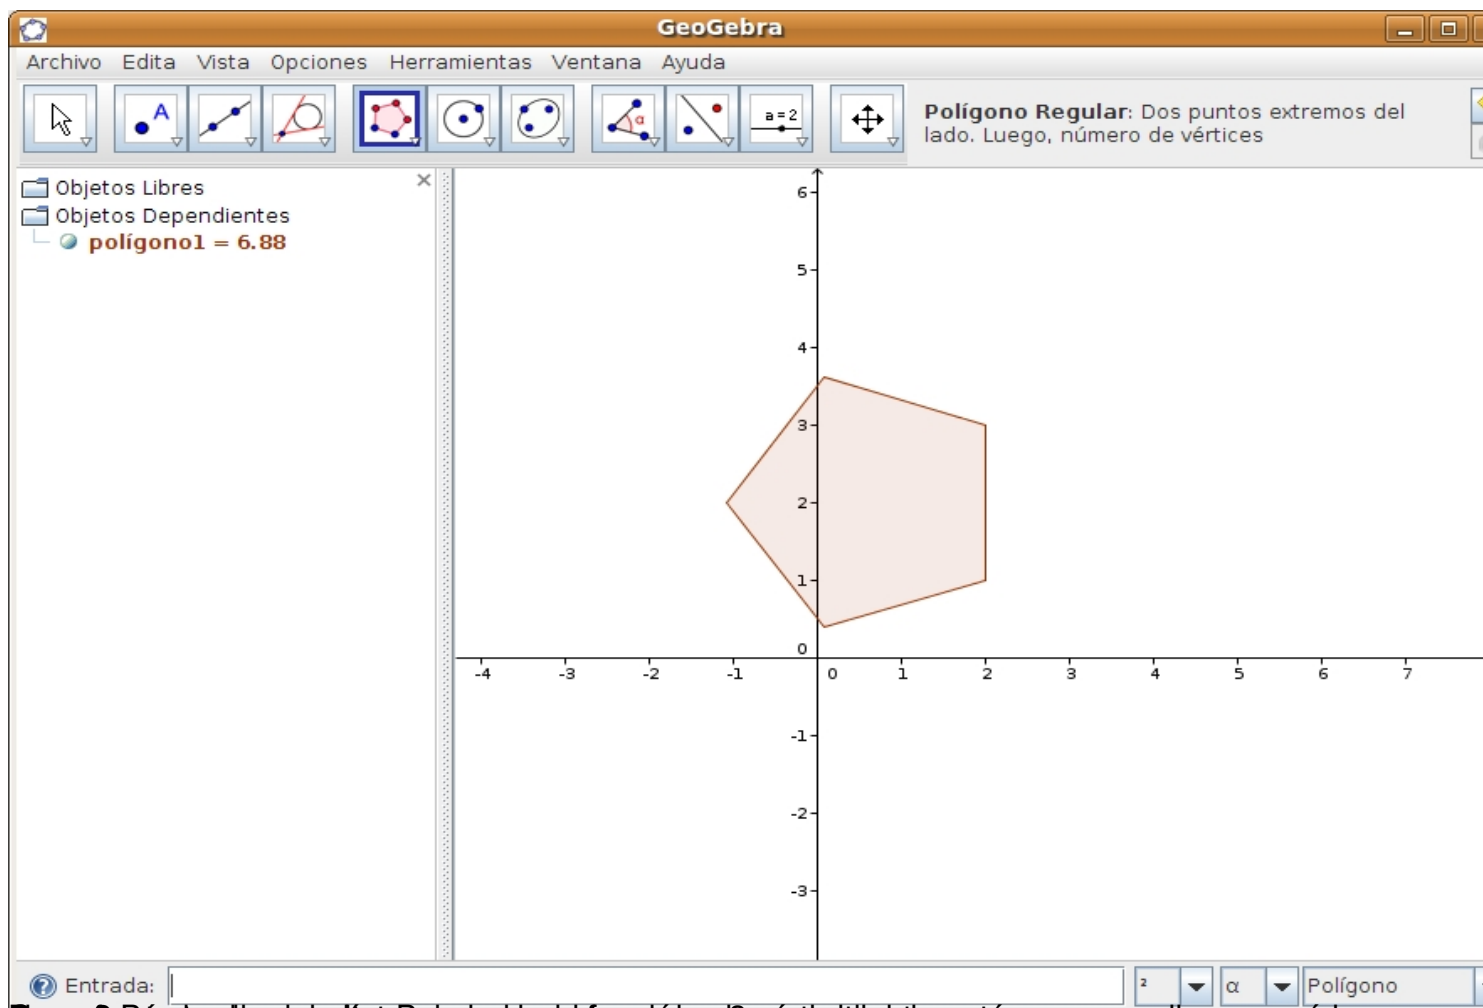 GeoGebra
Archivo Edita Vista Opciones Herramientas Ventana Ayuda
A
α
a=2
Polígono Regular: Dos puntos extremos del
lado. Luego, número de vértices
Objetos Libres
Objetos Dependientes
polígono1 = 6.88
6
5
4
3
2
1
0
-4 -3 -2 -1 0 1 2 3 4 5 6 7
-1
-2
-3
Entrada:
² α Polígono